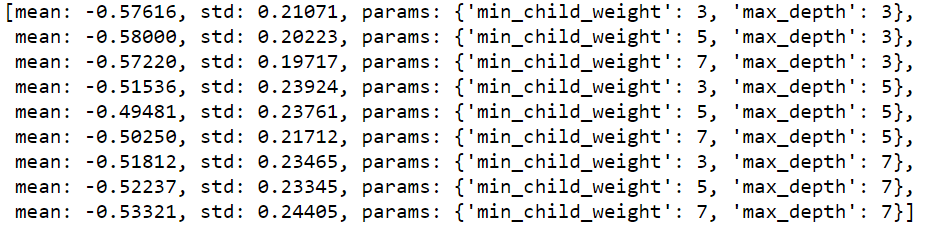 [mean: -0.57616, std: 0.21071, params: {'min_child_weight': 3, 'max_depth': 3},
mean: -0.58000, std: 0.20223, params: {'min_child_weight': 5, 'max_depth': 3},
mean: -0.57220, std: 0.19717, params: {'min_child_weight': 7, 'max_depth': 3},
mean: -0.51536, std: 0.23924, params: {'min_child_weight': 3, 'max_depth': 5},
mean: -0.49481, std: 0.23761, params: {'min_child_weight': 5, 'max_depth': 5},
mean: -0.50250, std: 0.21712, params: {'min_child_weight': 7, 'max_depth': 5},
mean: -0.51812, std: 0.23465, params: {'min_child_weight': 3, 'max_depth': 7},
mean: -0.52237, std: 0.23345, params: {'min_child_weight': 5, 'max_depth': 7},
mean: -0.53321, std: 0.24405, params: {'min_child_weight': 7, 'max_depth': 7}]